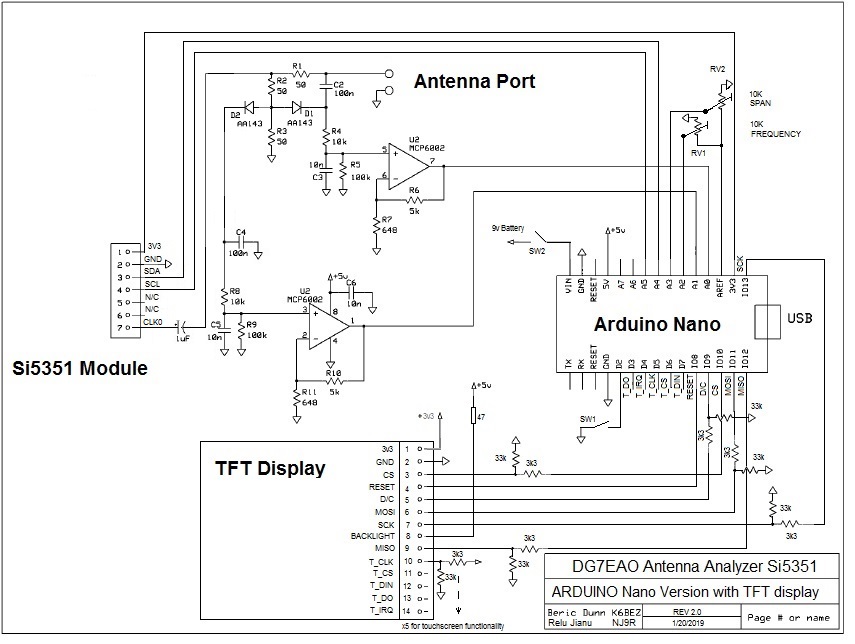 R1
50
R2
50
C2
100n
Antenna Port
D2
AA143
D1
AA143
R3
50
R4
10k
10n
C3
R5
100k
U2
MCP6002
5
6
7
+
−
R6
5k
R7
648
RV2
10K
SPAN
10K
FREQUENCY
RV1
C4
100n
9v Battery
SW2
+5v
1
2
3
4
5
6
7
3V3
GND
SDA
SCL
N/C
N/C
CLK0
1uF
Si5351 Module
R8
10k
C5
10n
R9
100k
U2
MCP6002
+5v
C6
10n
3
2
8
4
1
+
−
R10
5k
R11
648
VIN
GND
RESET
5V
A7
A6
A5
A4
A3
A2
A1
A0
AREF
3V3
ID13
SCK
Arduino Nano
USB
TX
RX
RESET
GND
D2
D3
D4
D5
D6
D7
IO8
IO9
ID10
ID11
ID12
T_DO
T_IRQ
T_CLK
T_CS
T_DIN
RESET
D/C
CS
MOSI
MISO
SW1
+5v
47
+3v3
33k
3k3
3k3
33k
33k
3k3
33k
3k3
TFT Display
3v3
GND
CS
RESET
D/C
MOSI
SCK
BACKLIGHT
MISO
T_CLK
T_CS
T_DIN
T_DO
T_IRQ
1
2
3
4
5
6
7
8
9
10
11
12
13
14
3k3
33k
3k3
33k
x5 for touchscreen functionality
DG7EAO Antenna Analyzer Si5351
ARDUINO Nano Version with TFT display
Beric Dunn K6BEZ
Relu Jianu NJ9R
REV 2.0
1/20/2019
Page # or name